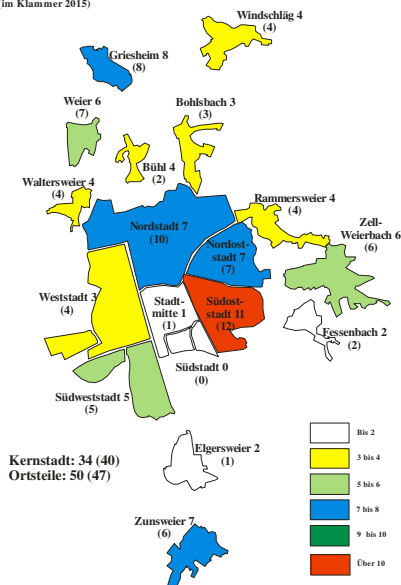 (im Klammer 2015)
Windschläg 4
(4)
Griesheim 8
(8)
Weier 6
(7)
Bohlsbach 3
(3)
Bühl 4
(2)
Waltersweier 4
(4)
Rammersweier 4
(4)
Zell-
Weierbach 6
(6)
Nordstadt 7
(10)
Nordost-
stadt 7
(7)
Weststadt 3
(4)
Stadt-
mitte 1
(1)
Südost-
stadt 11
(12)
Fessenbach 2
(2)
Südstadt 0
(0)
Südweststadt 5
(5)
Elgersweier 2
(1)
Kernstadt: 34 (40)
Ortsteile: 50 (47)
Zunsweier 7
(6)
Bis 2
3 bis 4
5 bis 6
7 bis 8
9 bis 10
Über 10